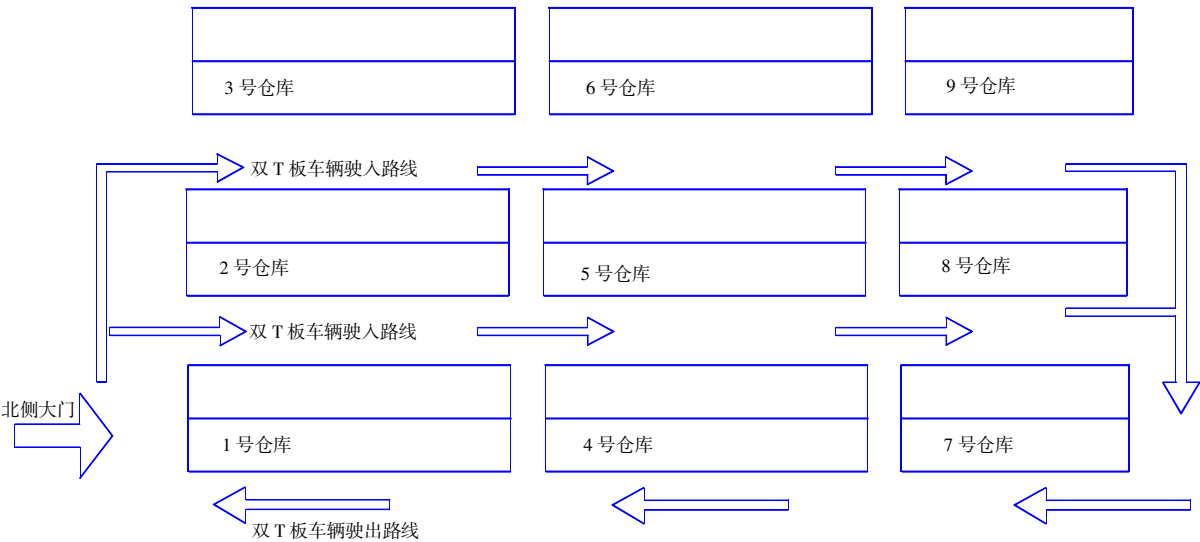 3 号仓库
6 号仓库
9 号仓库
双 T 板车辆驶入路线
2 号仓库
5 号仓库
8 号仓库
双 T 板车辆驶入路线
北侧大门
1 号仓库
4 号仓库
7 号仓库
双 T 板车辆驶出路线